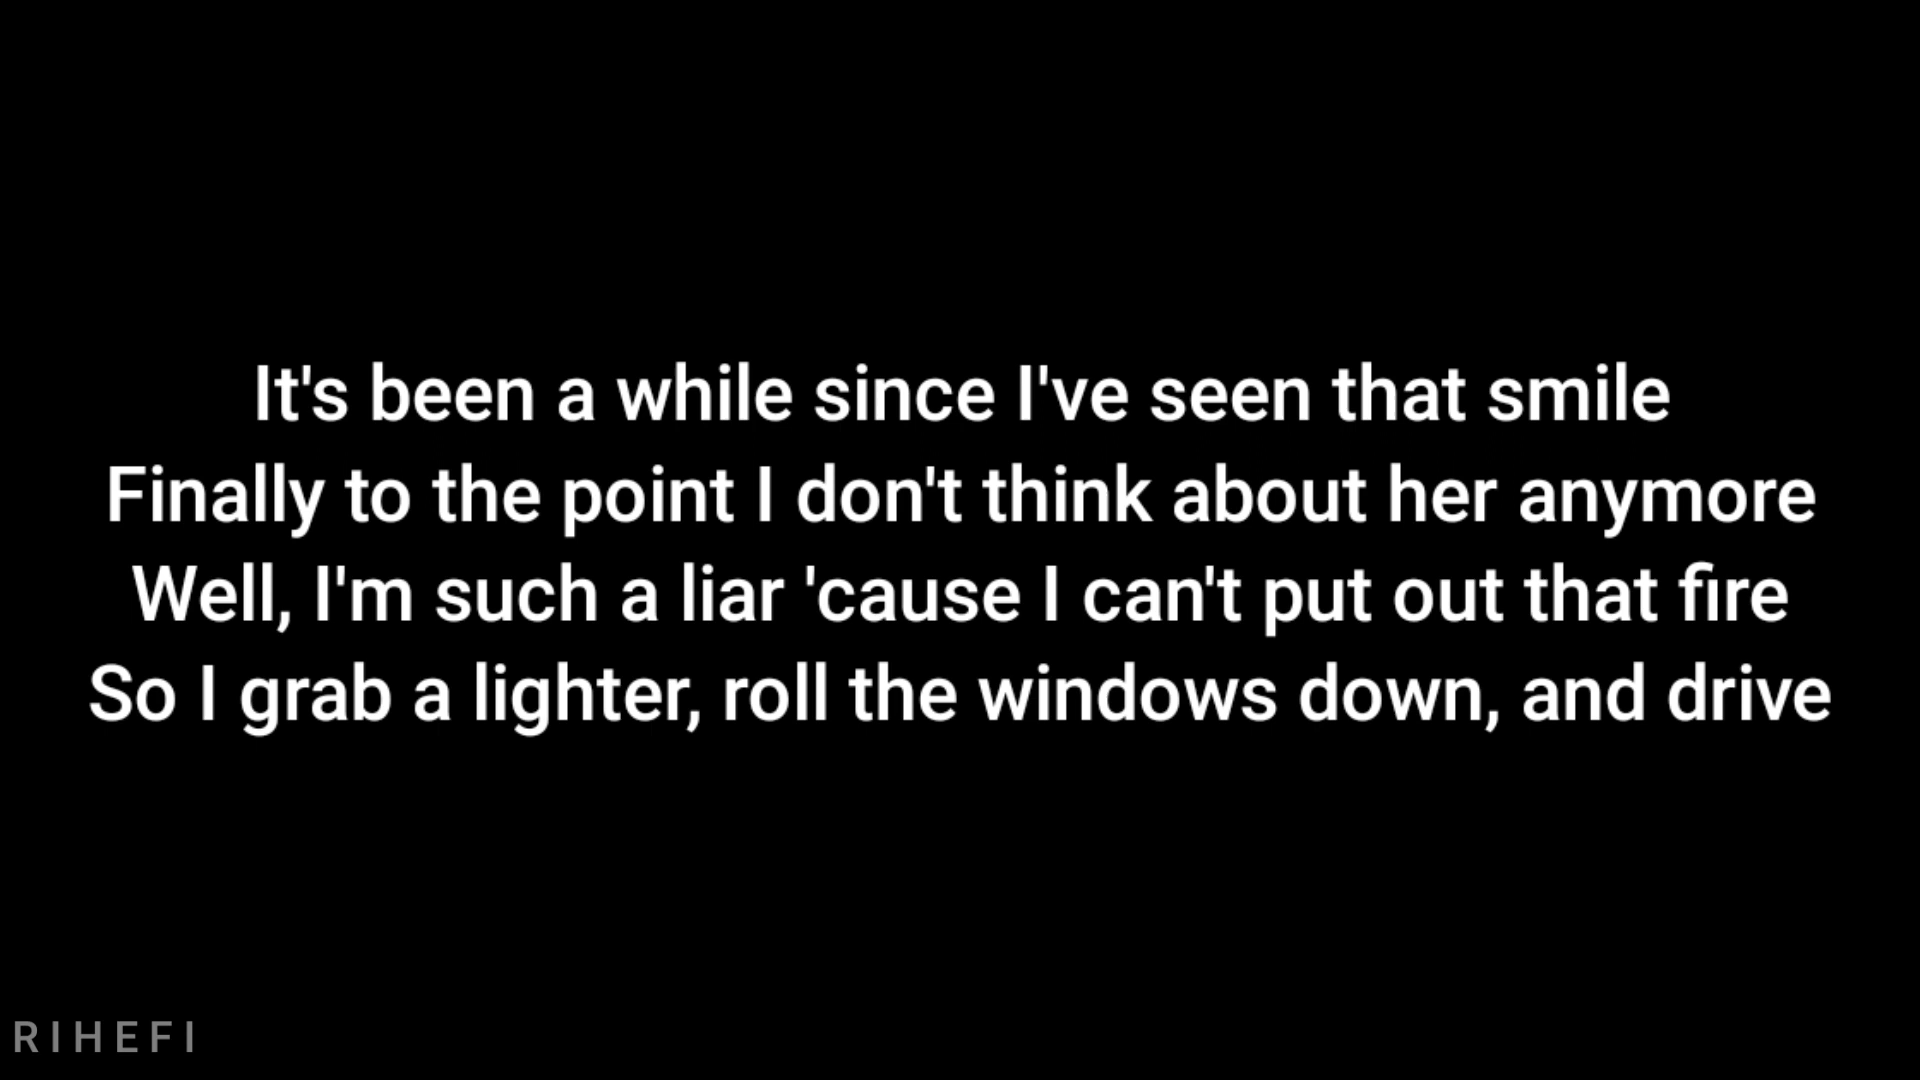 It's been a while since I've seen that smile
Finally to the point I don't think about her anymore
Well, I'm such a liar 'cause I can't put out that fire
So I grab a lighter, roll the windows down, and drive
RIHEFI